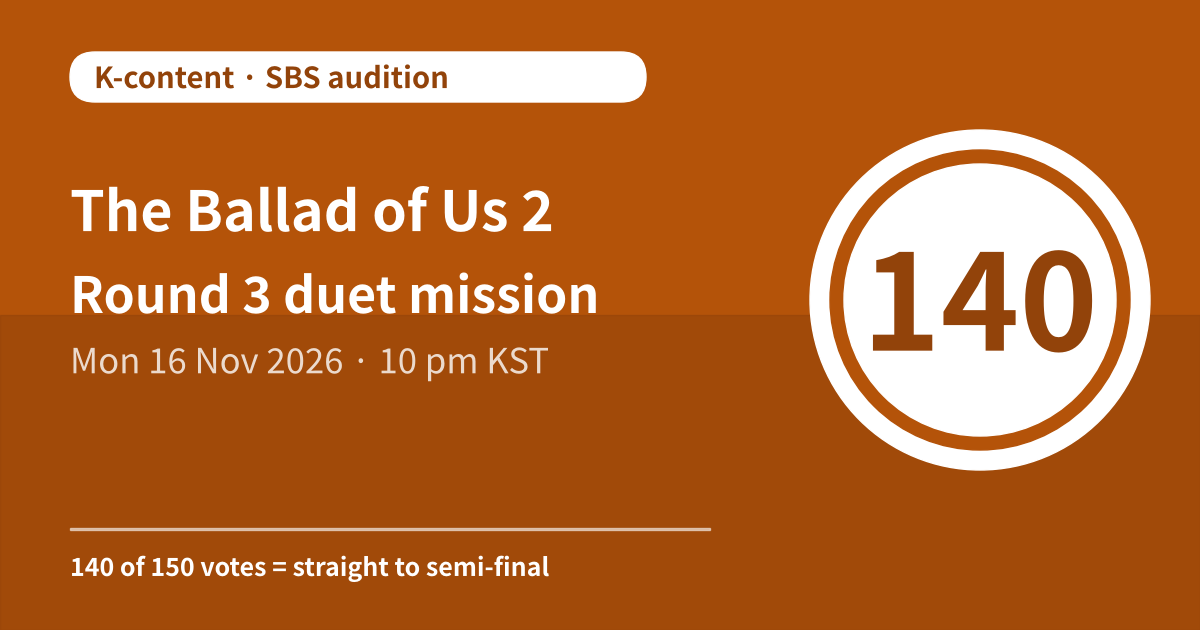 K-content · SBS audition
The Ballad of Us 2
Round 3 duet mission
Mon 16 Nov 2026 · 10 pm KST
140
140 of 150 votes = straight to semi-final